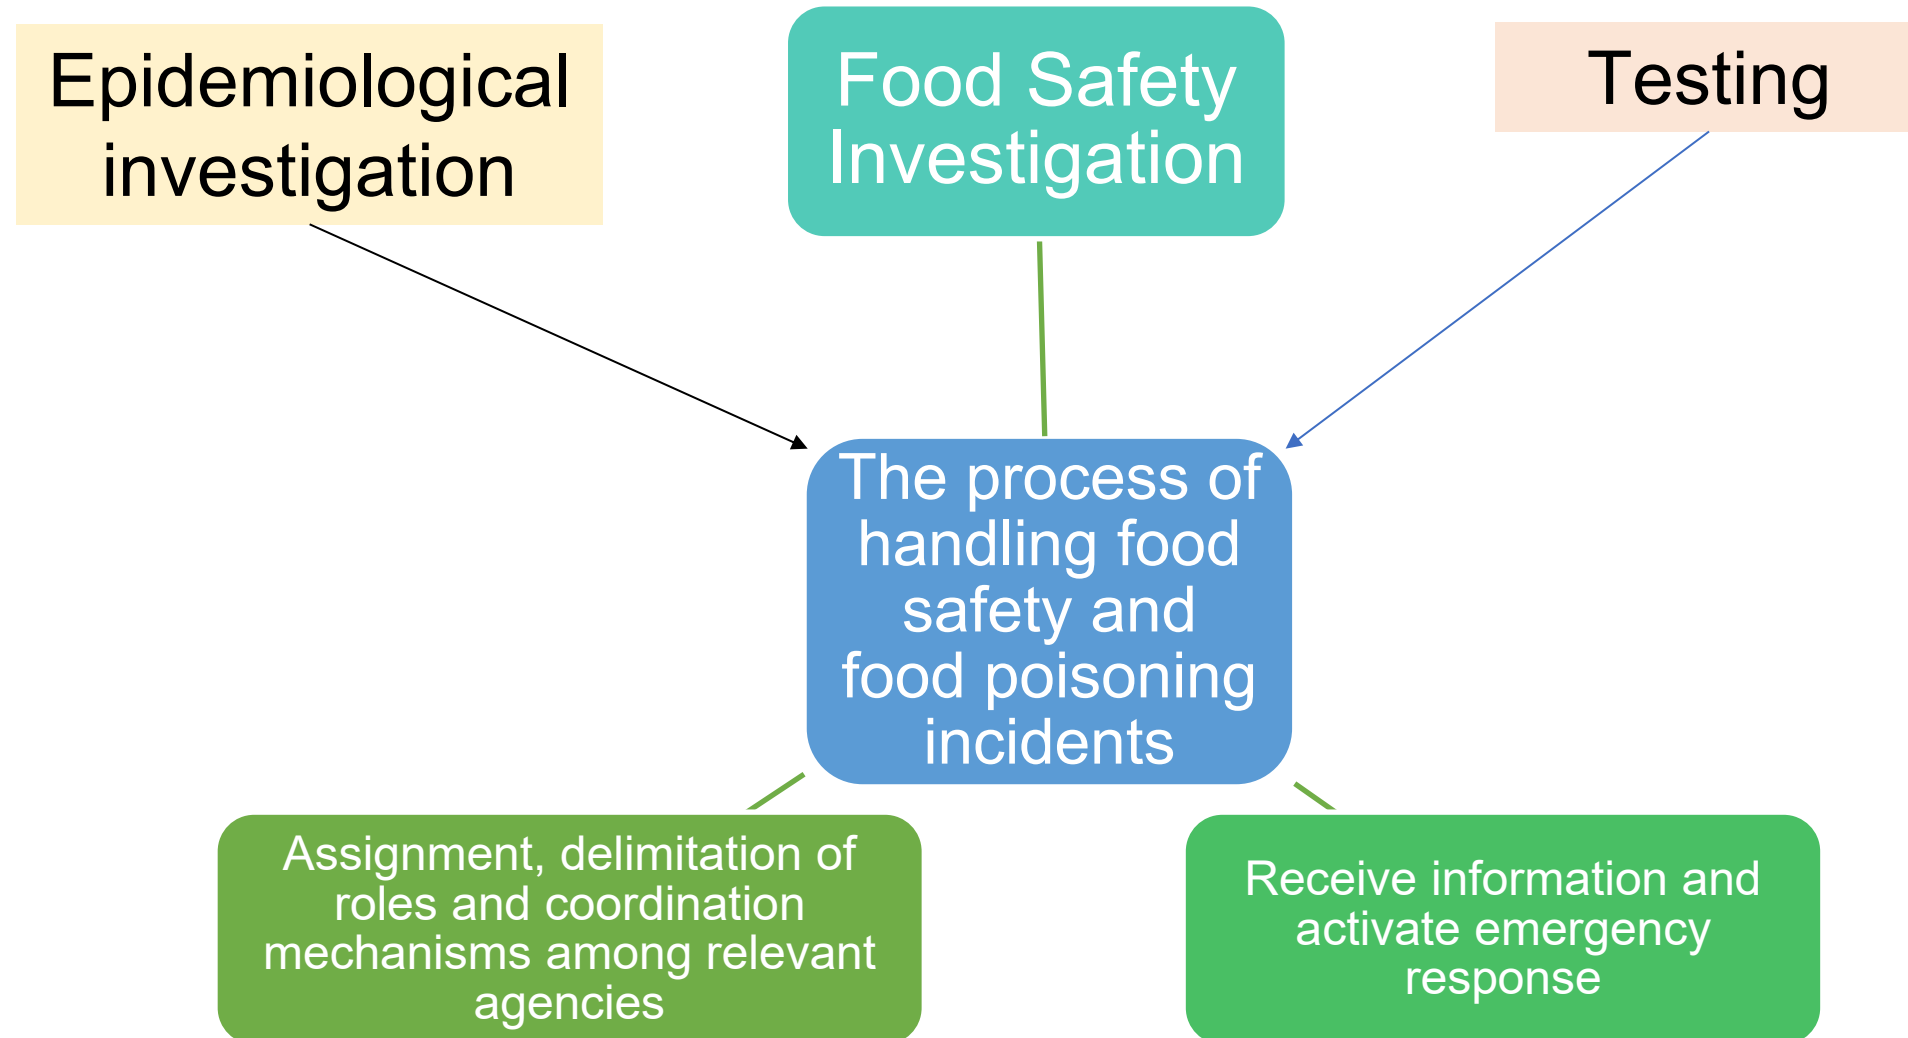 Epidemiological
investigation
Food Safety
Investigation
Testing
The process of
handling food
safety and
food poisoning
incidents
Assignment, delimitation of
roles and coordination
mechanisms among relevant
agencies
Receive information and
activate emergency
response